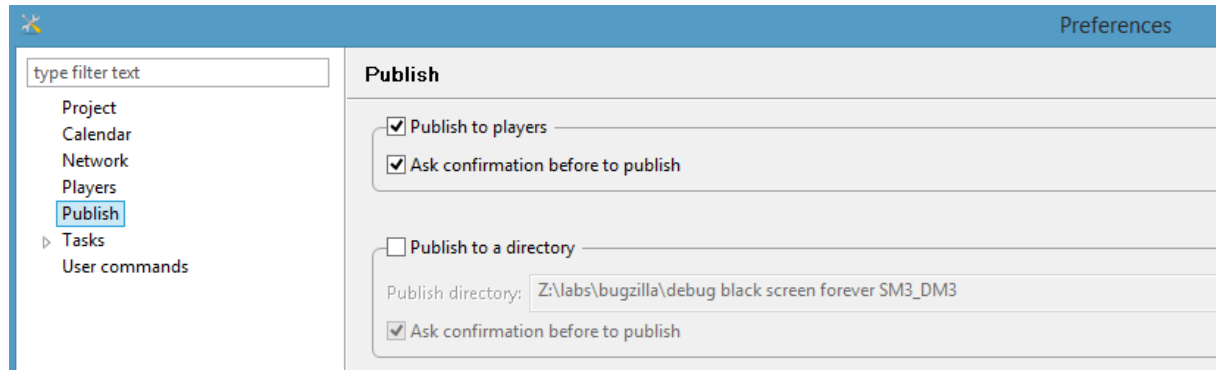 Preferences
type filter text
Project
Calendar
Network
Players
Publish
Tasks
User commands
Publish
Publish to players
Ask confirmation before to publish
Publish to a directory
Publish directory: Z:\labs\bugzilla\debug black screen forever SM3_DM3
Ask confirmation before to publish